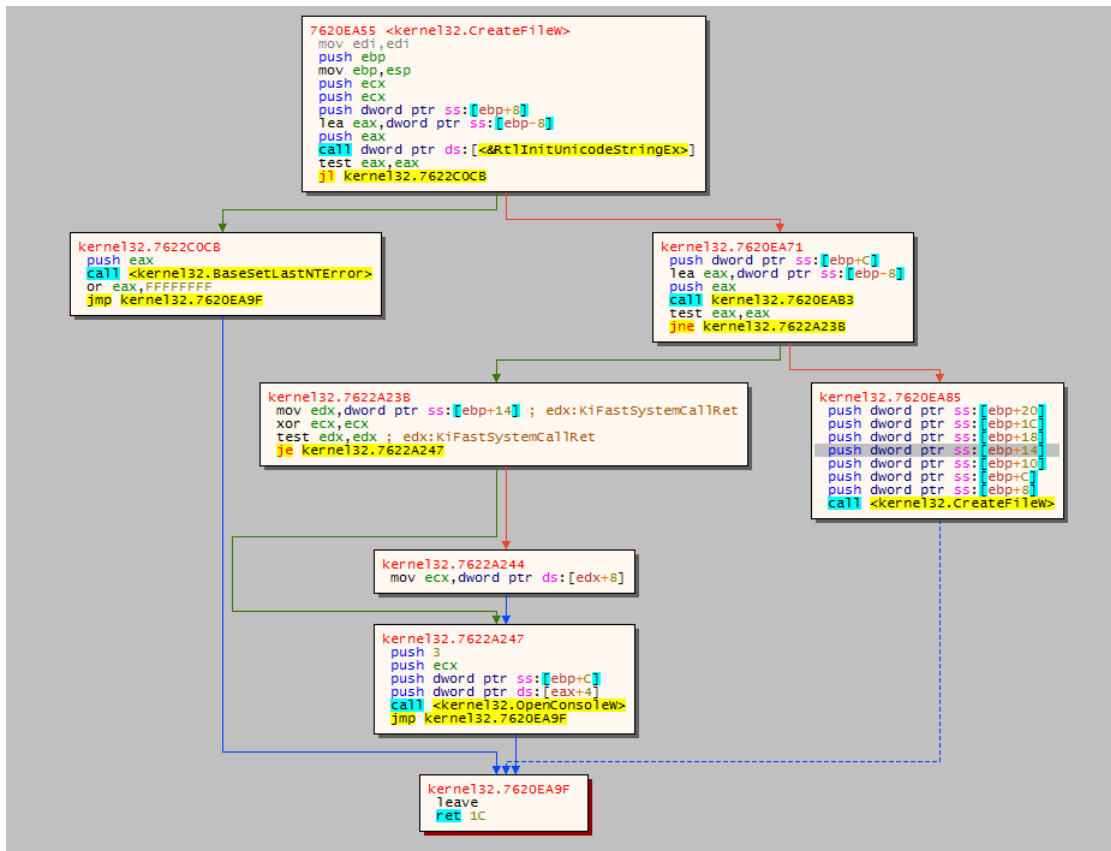 7620EA55 <kernel32.CreateFileW>
mov edi,edi
push ebp
mov ebp,esp
push ecx
push ecx
push dword ptr ss:[ebp+8]
lea eax,dword ptr ss:[ebp-8]
push eax
call dword ptr ds:[<&RtlInitUnicodeStringEx>]
test eax,eax
jl kernel32.7622C0CB
kernel32.7622C0CB
push eax
call <kernel32.BaseSetLastNTError>
or eax,FFFFFFFF
jmp kernel32.7620EA9F
kernel32.7620EA71
push dword ptr ss:[ebp+C]
lea eax,dword ptr ss:[ebp-8]
push eax
call kernel32.7620EAB3
test eax,eax
jne kernel32.7622A23B
kernel32.7622A23B
mov edx,dword ptr ss:[ebp+14] ; edx:KiFastSystemCallRet
xor ecx,ecx
test edx,edx ; edx:KiFastSystemCallRet
je kernel32.7622A247
kernel32.7620EA85
push dword ptr ss:[ebp+20]
push dword ptr ss:[ebp+1C]
push dword ptr ss:[ebp+18]
push dword ptr ss:[ebp+14]
push dword ptr ss:[ebp+10]
push dword ptr ss:[ebp+C]
push dword ptr ss:[ebp+8]
call <kernel32.CreateFileW>
kernel32.7622A244
mov ecx,dword ptr ds:[edx+8]
kernel32.7622A247
push 3
push ecx
push dword ptr ss:[ebp+C]
push dword ptr ds:[eax+4]
call <kernel32.OpenConsoleW>
jmp kernel32.7620EA9F
kernel32.7620EA9F
leave
ret 1C